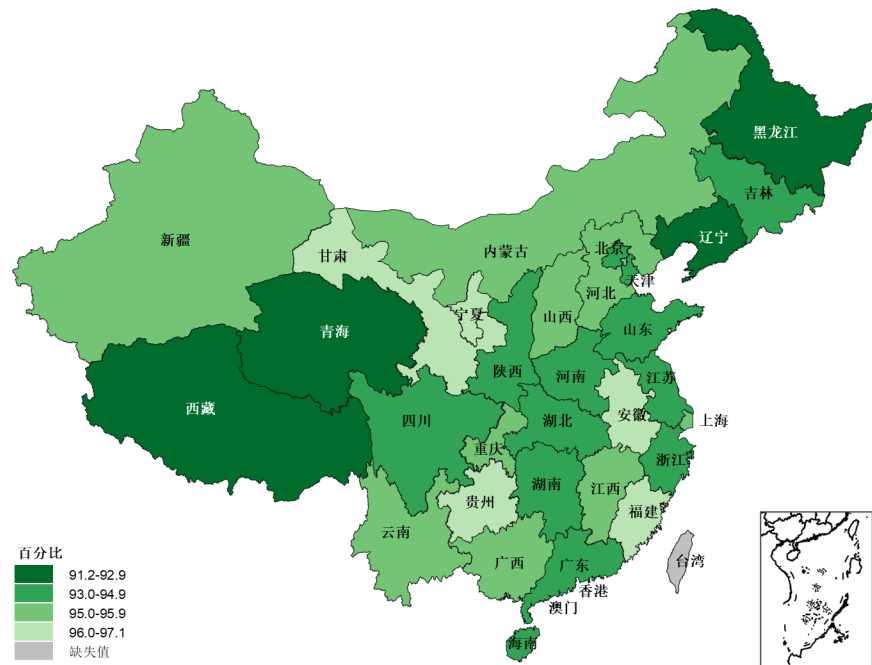 黑龙江
吉林
辽宁
新疆
甘肃
内蒙古
北京
天津
河北
宁夏
山西
青海
山东
陕西
河南
江苏
西藏
四川
湖北
安徽
上海
重庆
浙江
湖南
江西
贵州
福建
云南
广西
广东
台湾
香港
澳门
海南
百分比
91.2-92.9
93.0-94.9
95.0-95.9
96.0-97.1
缺失值